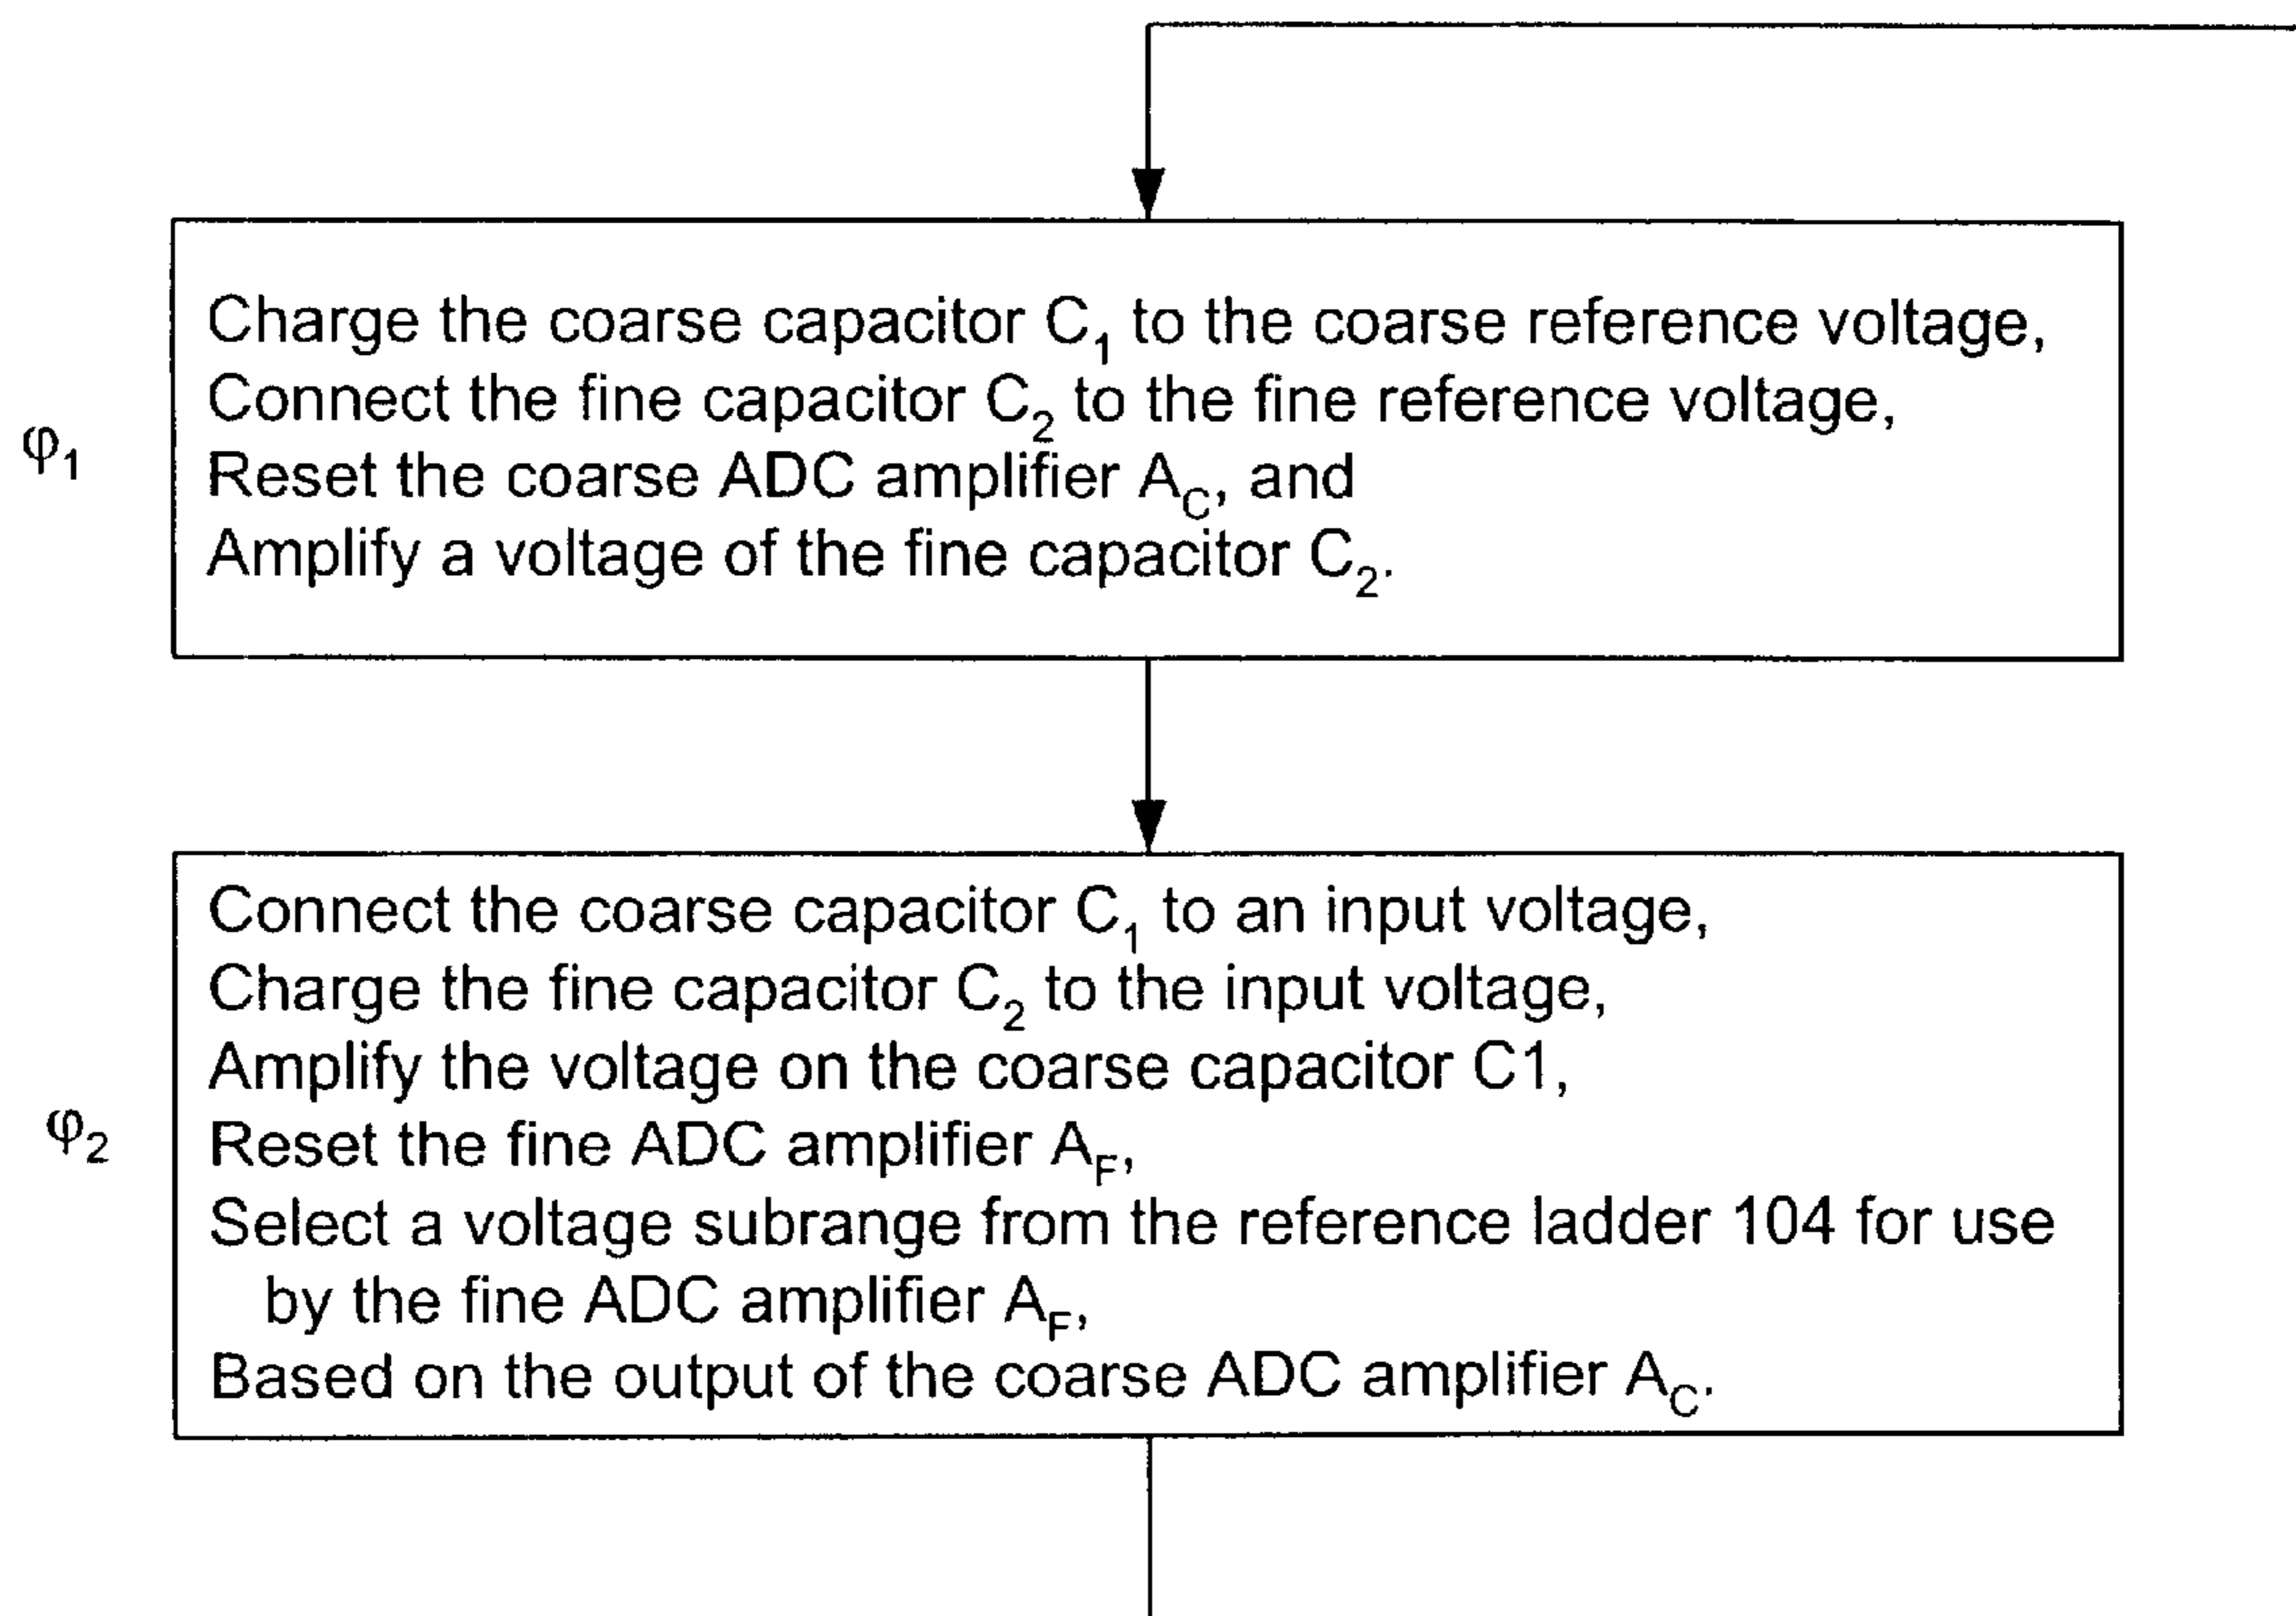 Charge the coarse capacitor C₁ to the coarse reference voltage,
Connect the fine capacitor C₂ to the fine reference voltage,
φ₁
Reset the coarse ADC amplifier A_C, and
Amplify a voltage of the fine capacitor C₂.
Connect the coarse capacitor C₁ to an input voltage,
Charge the fine capacitor C₂ to the input voltage,
Amplify the voltage on the coarse capacitor C1,
φ₂
Reset the fine ADC amplifier A_F,
Select a voltage subrange from the reference ladder 104 for use
by the fine ADC amplifier A_F,
Based on the output of the coarse ADC amplifier A_C.